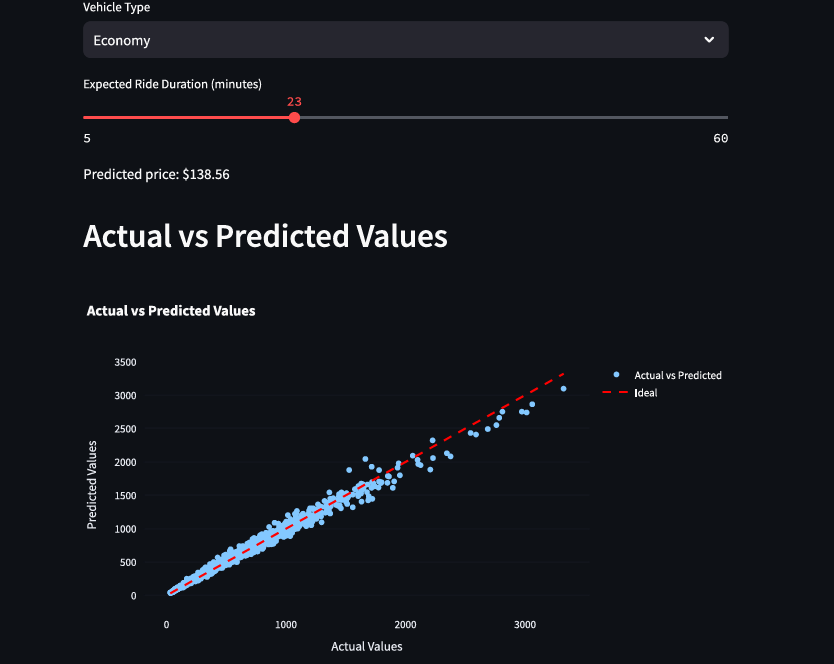 Vehicle Type
Economy
Expected Ride Duration (minutes)
23
5 60
Predicted price: $138.56
Actual vs Predicted Values
Actual vs Predicted Values
3500
3000
2500
2000
1500
1000
500
0
Predicted Values
0 1000 2000 3000
Actual Values
Actual vs Predicted
Ideal